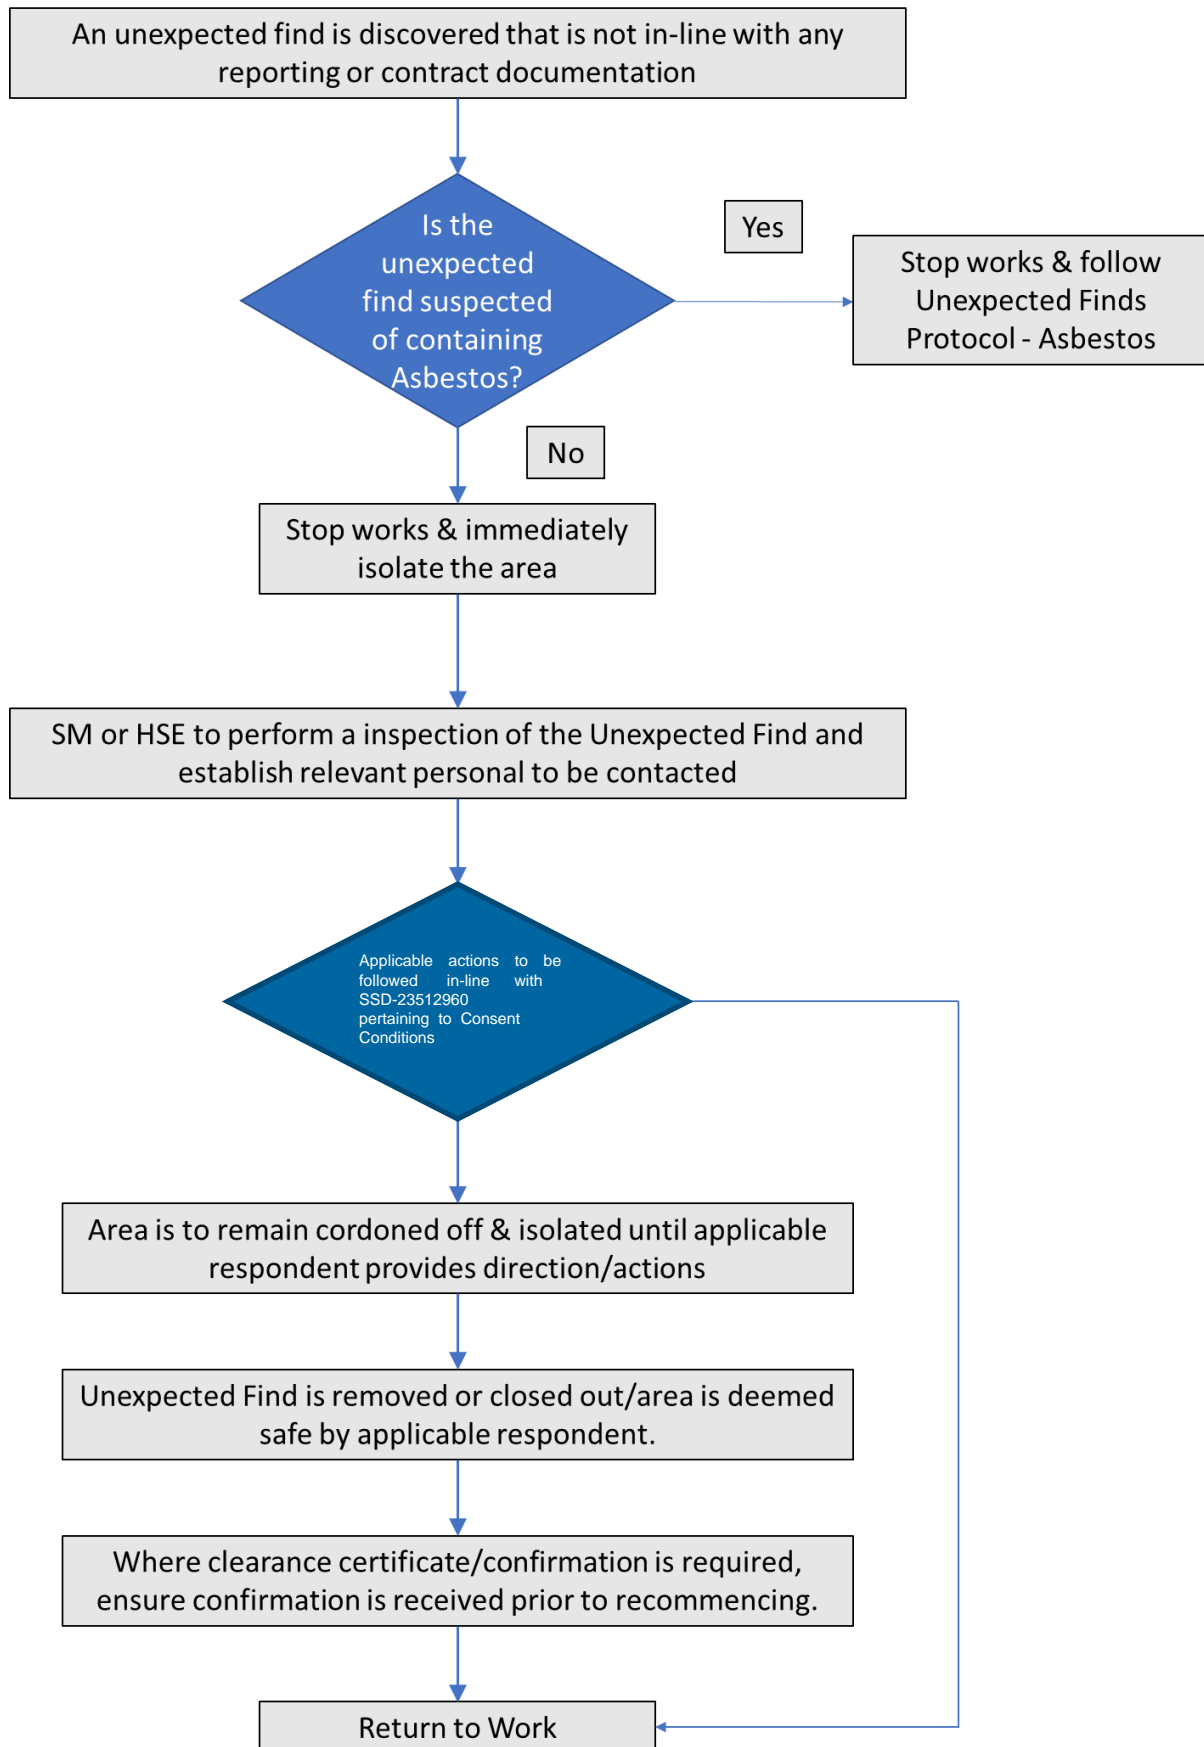 An unexpected find is discovered that is not in-line with any
reporting or contract documentation
Is the
unexpected
find suspected
of containing
Asbestos?
Yes
Stop works & follow
Unexpected Finds
Protocol - Asbestos
No
Stop works & immediately
isolate the area
SM or HSE to perform a inspection of the Unexpected Find and
establish relevant personal to be contacted
Applicable actions to be
followed in-line with
SSD-23512960
pertaining to Consent
Conditions
Area is to remain cordoned off & isolated until applicable
respondent provides direction/actions
Unexpected Find is removed or closed out/area is deemed
safe by applicable respondent.
Where clearance certificate/confirmation is required,
ensure confirmation is received prior to recommencing.
Return to Work